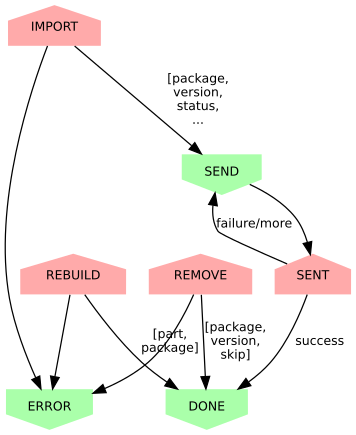 IMPORT
[package,
version,
status,
...
SEND
failure/more
REBUILD
REMOVE
SENT
[part,
package]
[package,
version,
skip]
success
ERROR
DONE